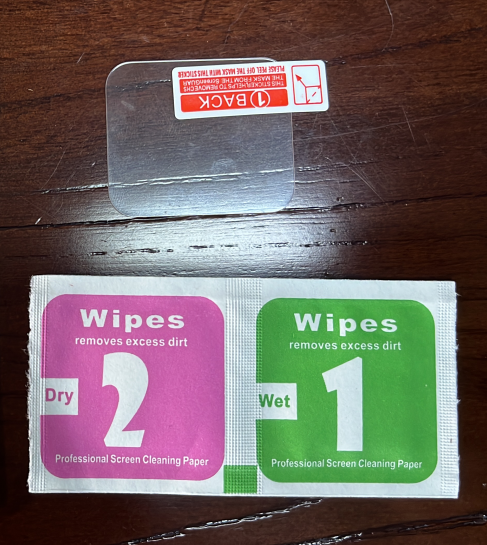 ① BACK
THIS STICKER HELPS TO REMOVECHS
THE MASK FROM THE SCREENGUAR
PLEASE PEEL OFF THE MASK WITH THIS STICKER
Wipes
removes excess dirt
Dry
2
Professional Screen Cleaning Paper
Wipes
removes excess dirt
Wet
1
Professional Screen Cleaning Paper